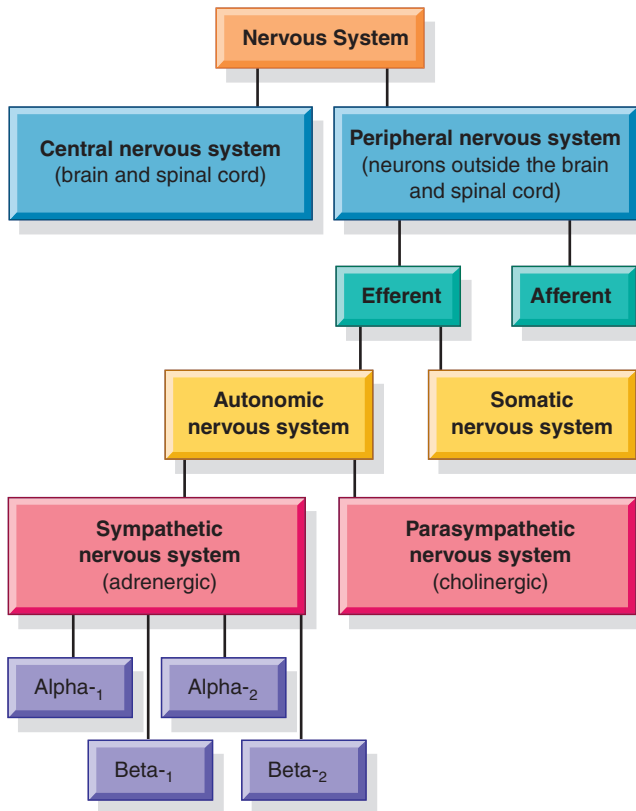 Nervous System
Central nervous system
(brain and spinal cord)
Peripheral nervous system
(neurons outside the brain
and spinal cord)
Efferent
Afferent
Autonomic
nervous system
Somatic
nervous system
Sympathetic
nervous system
(adrenergic)
Parasympathetic
nervous system
(cholinergic)
Alpha-₁
Alpha-₂
Beta-₁
Beta-₂